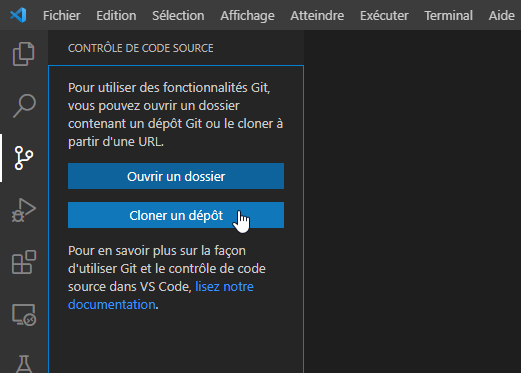 Fichier Edition Sélection Affichage Atteindre Exécuter Terminal Aide
CONTRÔLE DE CODE SOURCE
Pour utiliser des fonctionnalités Git,
vous pouvez ouvrir un dossier
contenant un dépôt Git ou le cloner à
partir d'une URL.
Ouvrir un dossier
Cloner un dépôt
Pour en savoir plus sur la façon
d'utiliser Git et le contrôle de code
source dans VS Code, lisez notre
documentation.